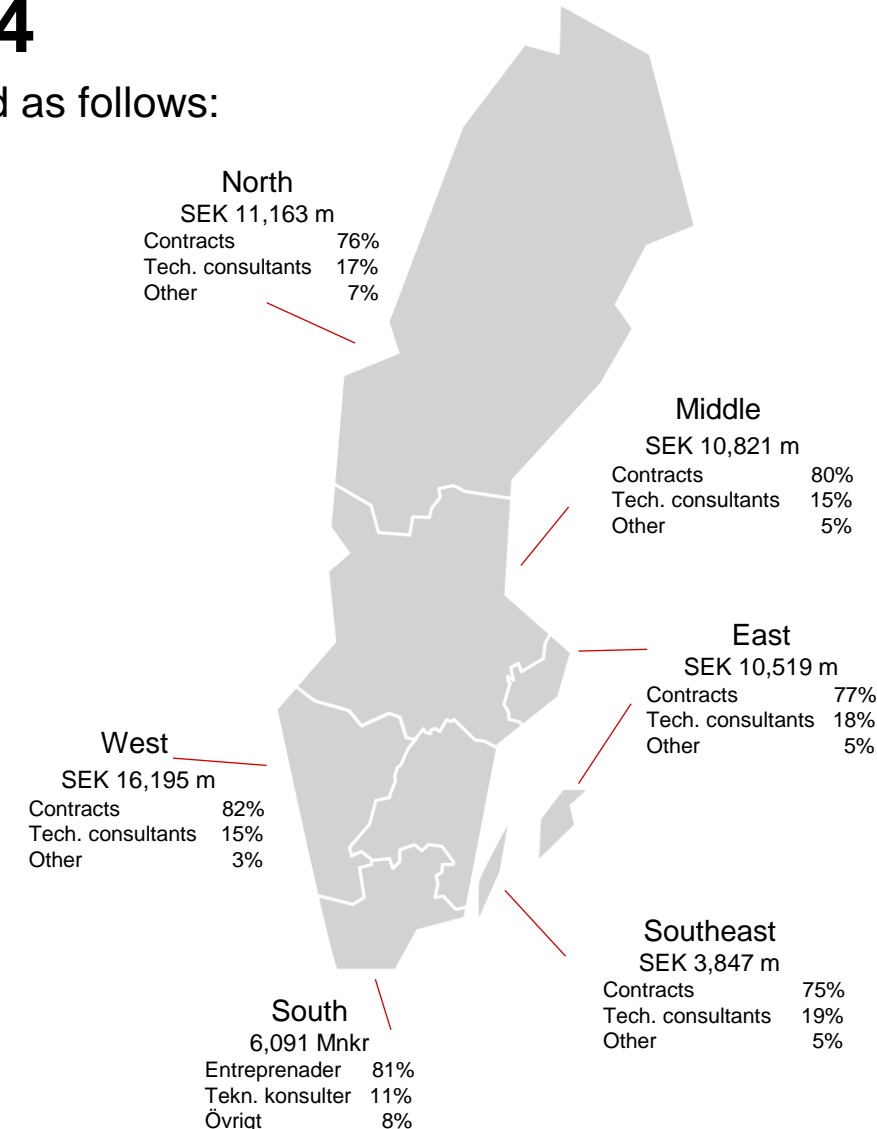 4
d as follows:
North
SEK 11,163 m
Contracts 76%
Tech. consultants 17%
Other 7%
Middle
SEK 10,821 m
Contracts 80%
Tech. consultants 15%
Other 5%
East
SEK 10,519 m
Contracts 77%
Tech. consultants 18%
Other 5%
West
SEK 16,195 m
Contracts 82%
Tech. consultants 15%
Other 3%
Southeast
SEK 3,847 m
Contracts 75%
Tech. consultants 19%
Other 5%
South
6,091 Mnkr
Entreprenader 81%
Tekn. konsulter 11%
Övrigt 8%